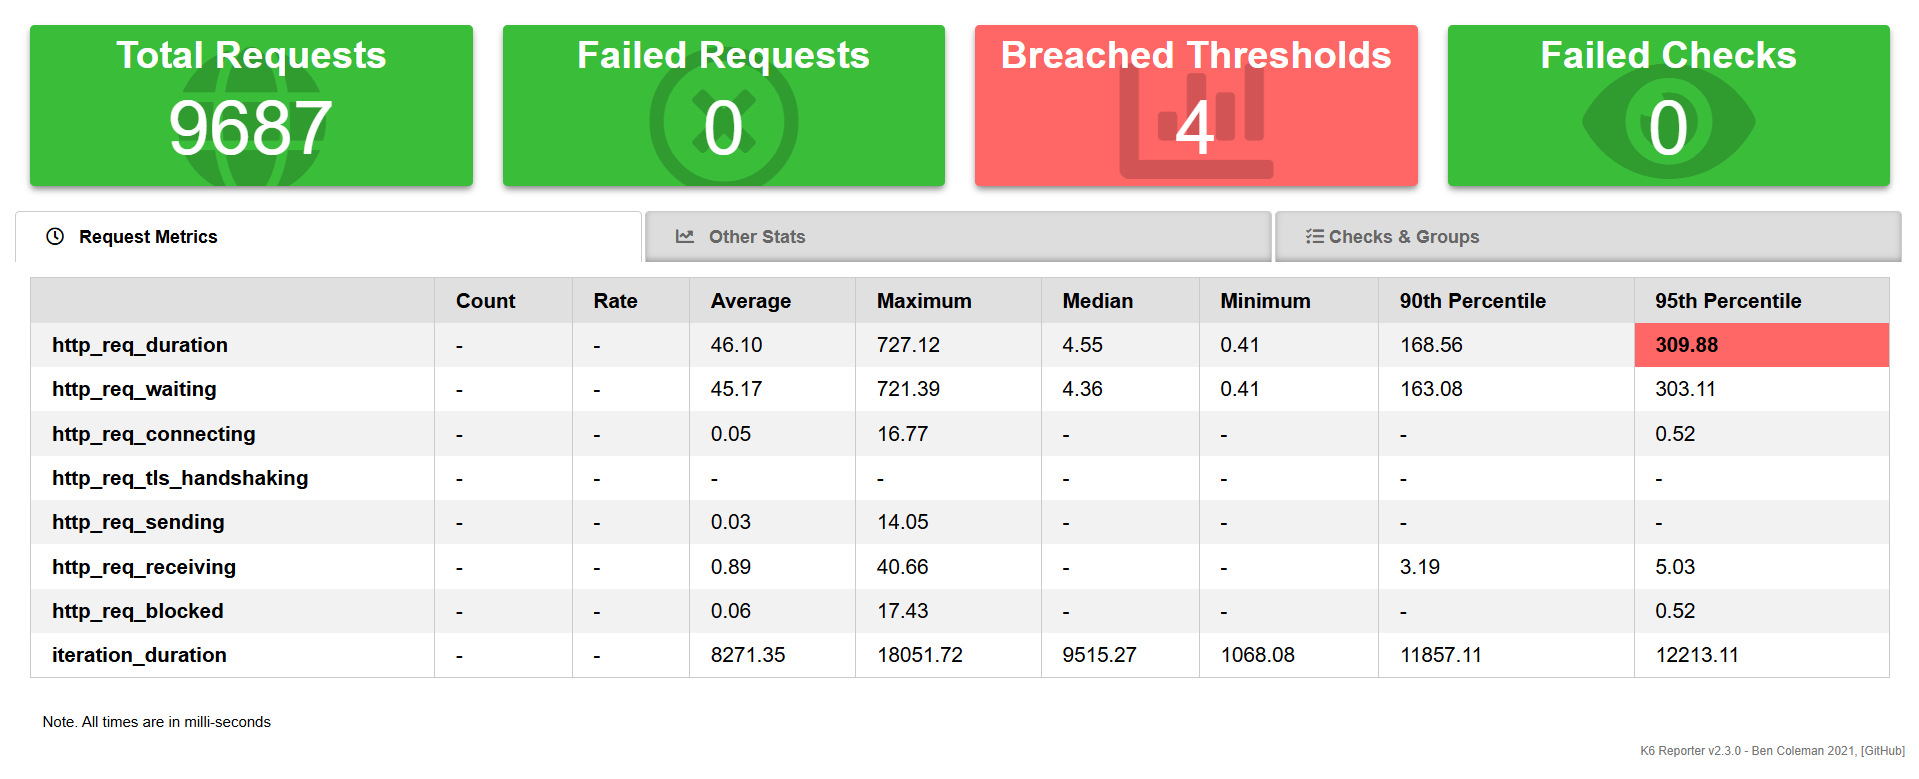 Total Requests
9687
Failed Requests
0
Breached Thresholds
4
Failed Checks
0
Request Metrics
Other Stats
Checks & Groups
Count Rate Average Maximum Median Minimum 90th Percentile 95th Percentile
http_req_duration - - 46.10 727.12 4.55 0.41 168.56 309.88
http_req_waiting - - 45.17 721.39 4.36 0.41 163.08 303.11
http_req_connecting - - 0.05 16.77 - - - 0.52
http_req_tls_handshaking - - - - - - - -
http_req_sending - - 0.03 14.05 - - - -
http_req_receiving - - 0.89 40.66 - - 3.19 5.03
http_req_blocked - - 0.06 17.43 - - - 0.52
iteration_duration - - 8271.35 18051.72 9515.27 1068.08 11857.11 12213.11
Note. All times are in milli-seconds
K6 Reporter v2.3.0 - Ben Coleman 2021, [GitHub]